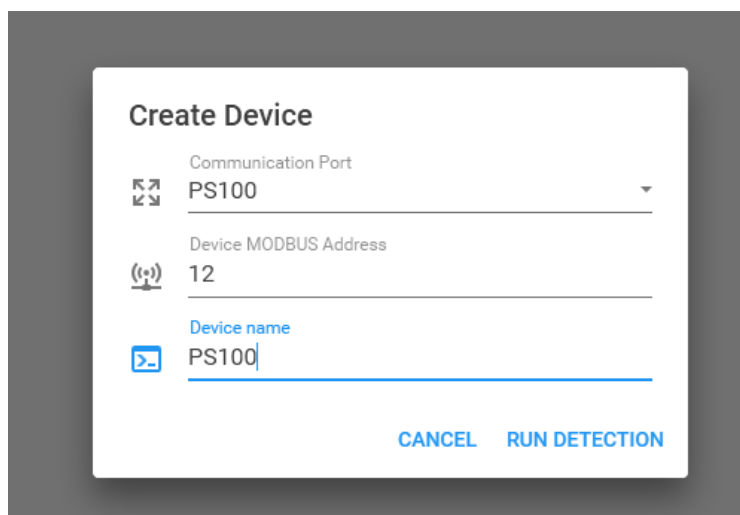 Create Device
Communication Port
PS100
Device MODBUS Address
12
Device name
PS100
CANCEL RUN DETECTION